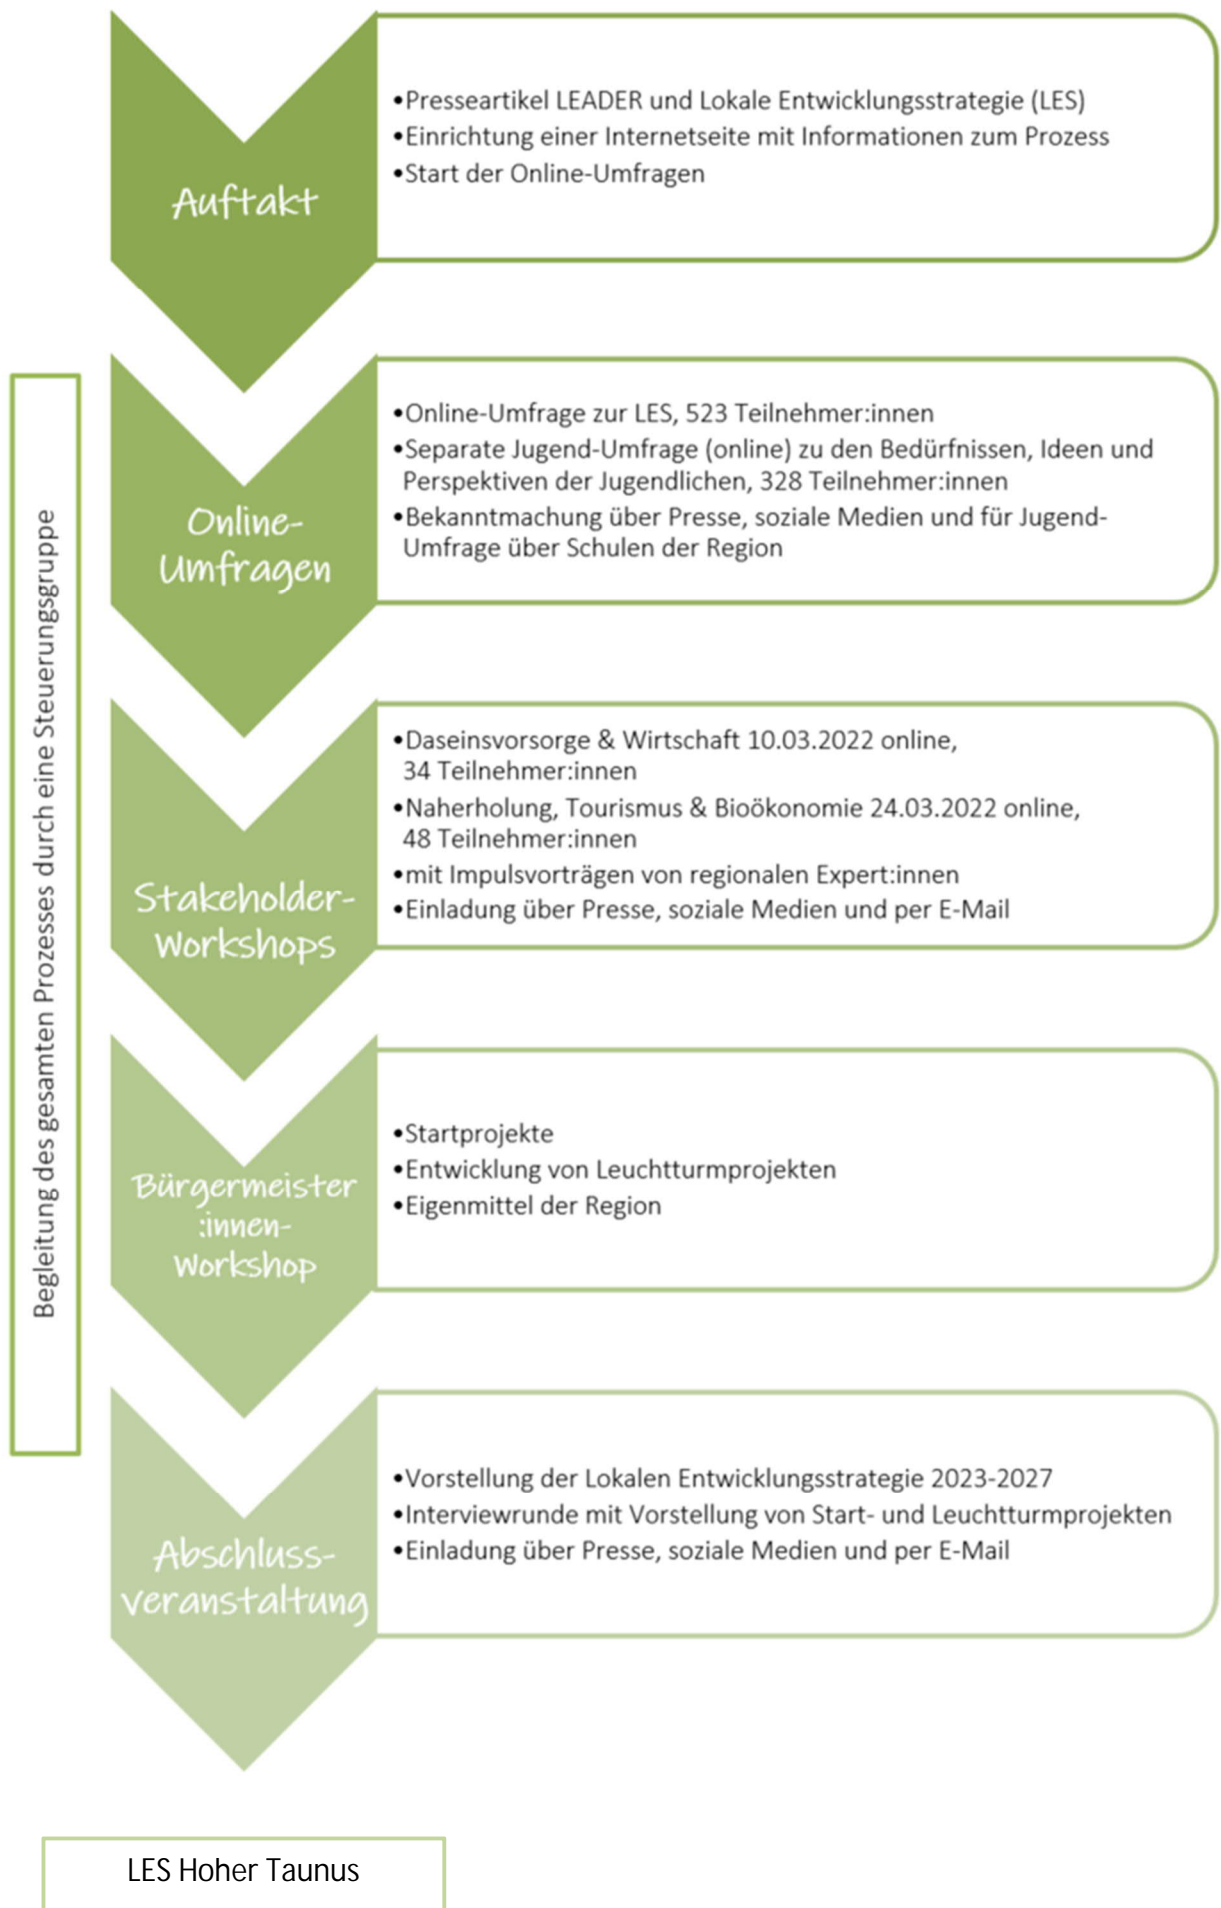 Auftakt
•Presseartikel LEADER und Lokale Entwicklungsstrategie (LES)
•Einrichtung einer Internetseite mit Informationen zum Prozess
•Start der Online-Umfragen
Begleitung des gesamten Prozesses durch eine Steuerungsgruppe
Online-
Umfragen
•Online-Umfrage zur LES, 523 Teilnehmer:innen
•Separate Jugend-Umfrage (online) zu den Bedürfnissen, Ideen und
Perspektiven der Jugendlichen, 328 Teilnehmer:innen
•Bekanntmachung über Presse, soziale Medien und für Jugend-
Umfrage über Schulen der Region
Stakeholder-
Workshops
•Daseinsvorsorge & Wirtschaft 10.03.2022 online,
34 Teilnehmer:innen
•Naherholung, Tourismus & Bioökonomie 24.03.2022 online,
48 Teilnehmer:innen
•mit Impulsvorträgen von regionalen Expert:innen
•Einladung über Presse, soziale Medien und per E-Mail
Bürgermeister
:innen-
Workshop
•Startprojekte
•Entwicklung von Leuchtturmprojekten
•Eigenmittel der Region
Abschluss-
veranstaltung
•Vorstellung der Lokalen Entwicklungsstrategie 2023-2027
•Interviewrunde mit Vorstellung von Start- und Leuchtturmprojekten
•Einladung über Presse, soziale Medien und per E-Mail
LES Hoher Taunus